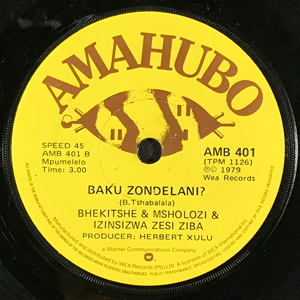 AMAHUBO
SPEED 45
AMB 401 B
Mpumelelo
Time: 3.00
AMB 401
(TPM 1126)
Ⓟ © 1979
Wea Records
BAKU ZONDELANI?
(B.Tshabalala)
BHEKITSHE & MSHOLOZI &
IZINSIZWA ZESI ZIBA
PRODUCER: HERBERT XULU
a Warner Communications Company